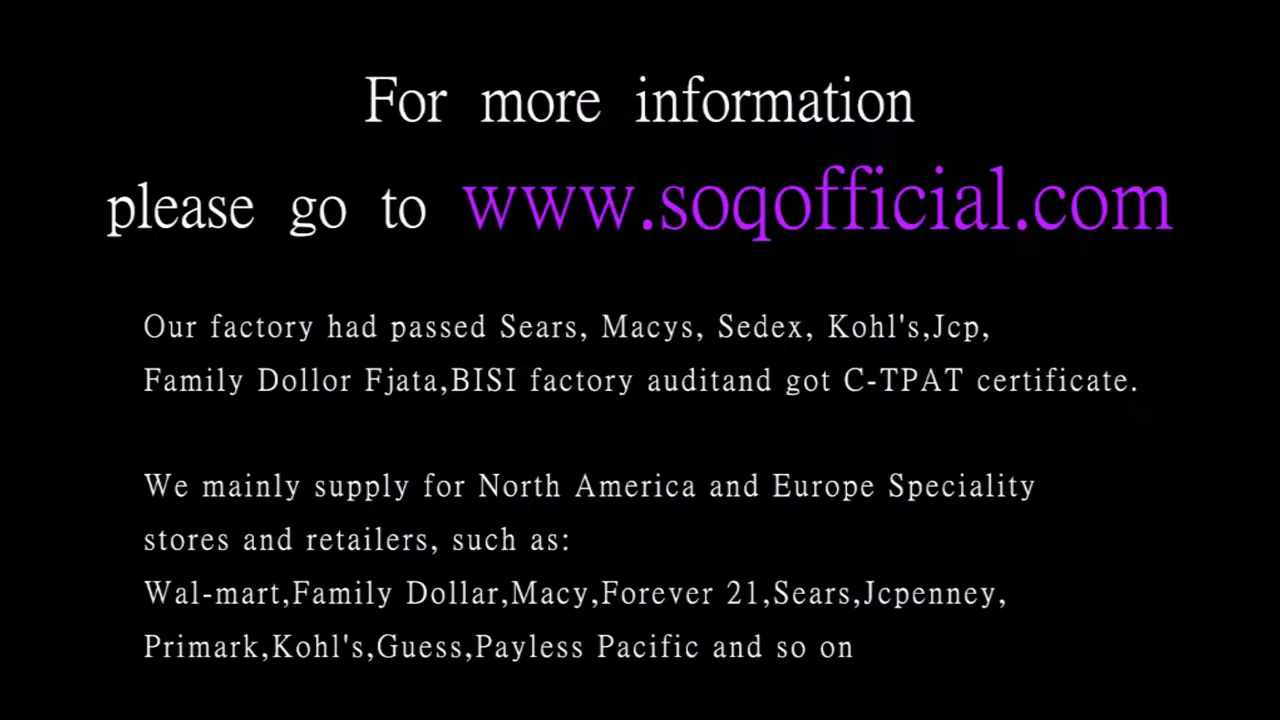 For more information
please go to www.soqofficial.com
Our factory had passed Sears, Macys, Sedex, Kohl's,Jcp,
Family Dollor Fjata,BISI factory auditand got C-TPAT certificate.
We mainly supply for North America and Europe Speciality
stores and retailers, such as:
Wal-mart,Family Dollar,Macy,Forever 21,Sears,Jcpenney,
Primark,Kohl's,Guess,Payless Pacific and so on